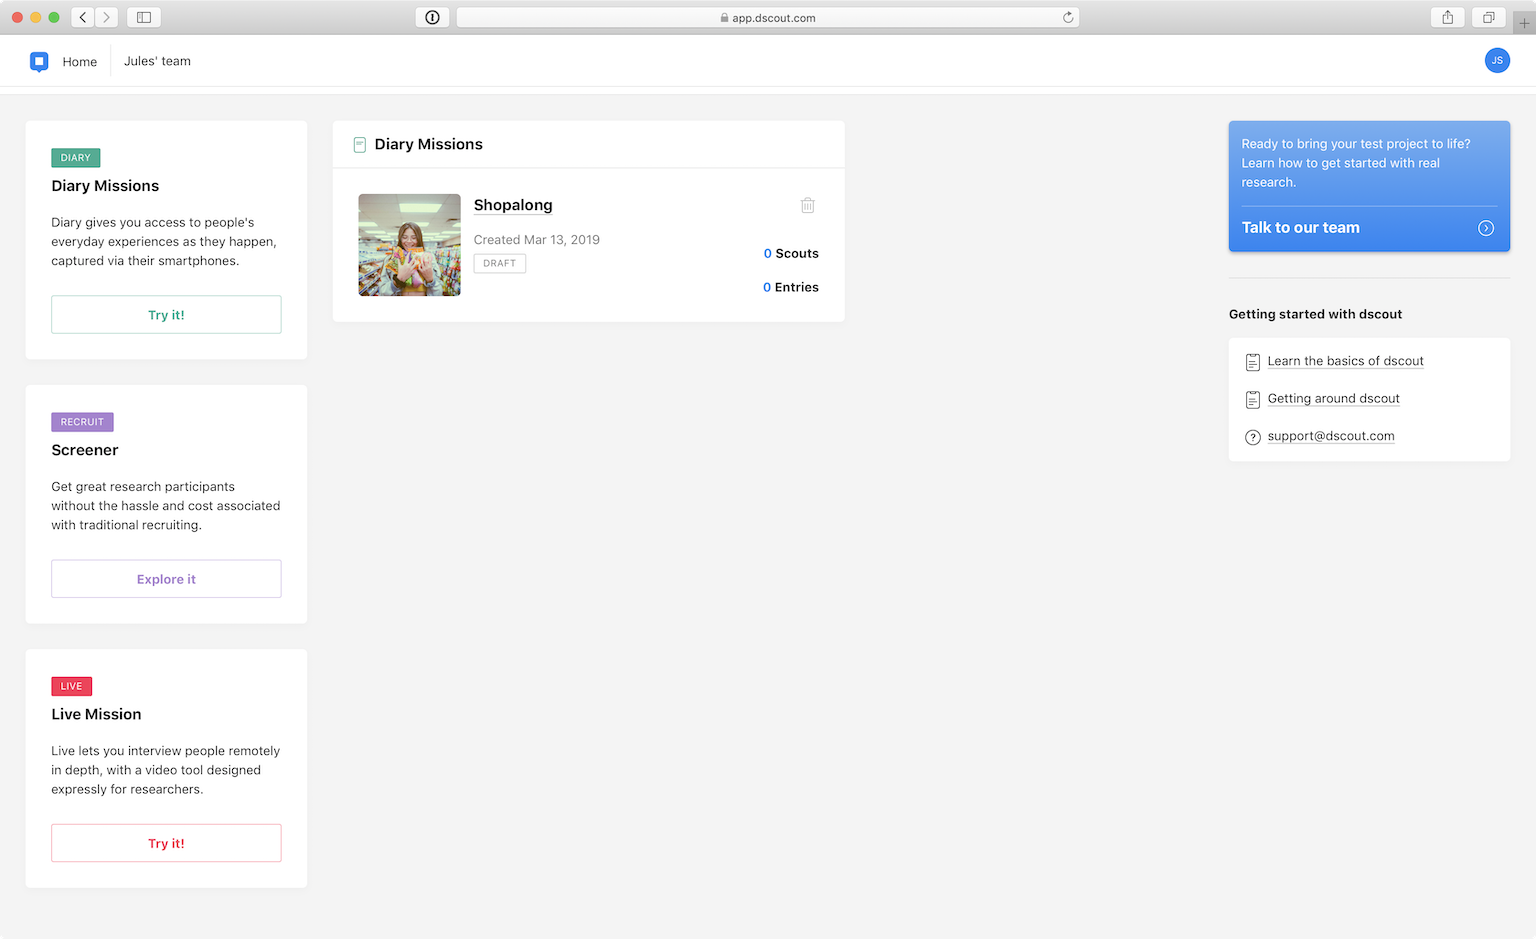 app.dscout.com
Home
Jules' team
JS
DIARY
Diary Missions
Diary gives you access to people's
everyday experiences as they happen,
captured via their smartphones.
Try it!
RECRUIT
Screener
Get great research participants
without the hassle and cost associated
with traditional recruiting.
Explore it
LIVE
Live Mission
Live lets you interview people remotely
in depth, with a video tool designed
expressly for researchers.
Try it!
Diary Missions
Shopalong
Created Mar 13, 2019
DRAFT
0 Scouts
0 Entries
Ready to bring your test project to life?
Learn how to get started with real
research.
Talk to our team
Getting started with dscout
Learn the basics of dscout
Getting around dscout
support@dscout.com